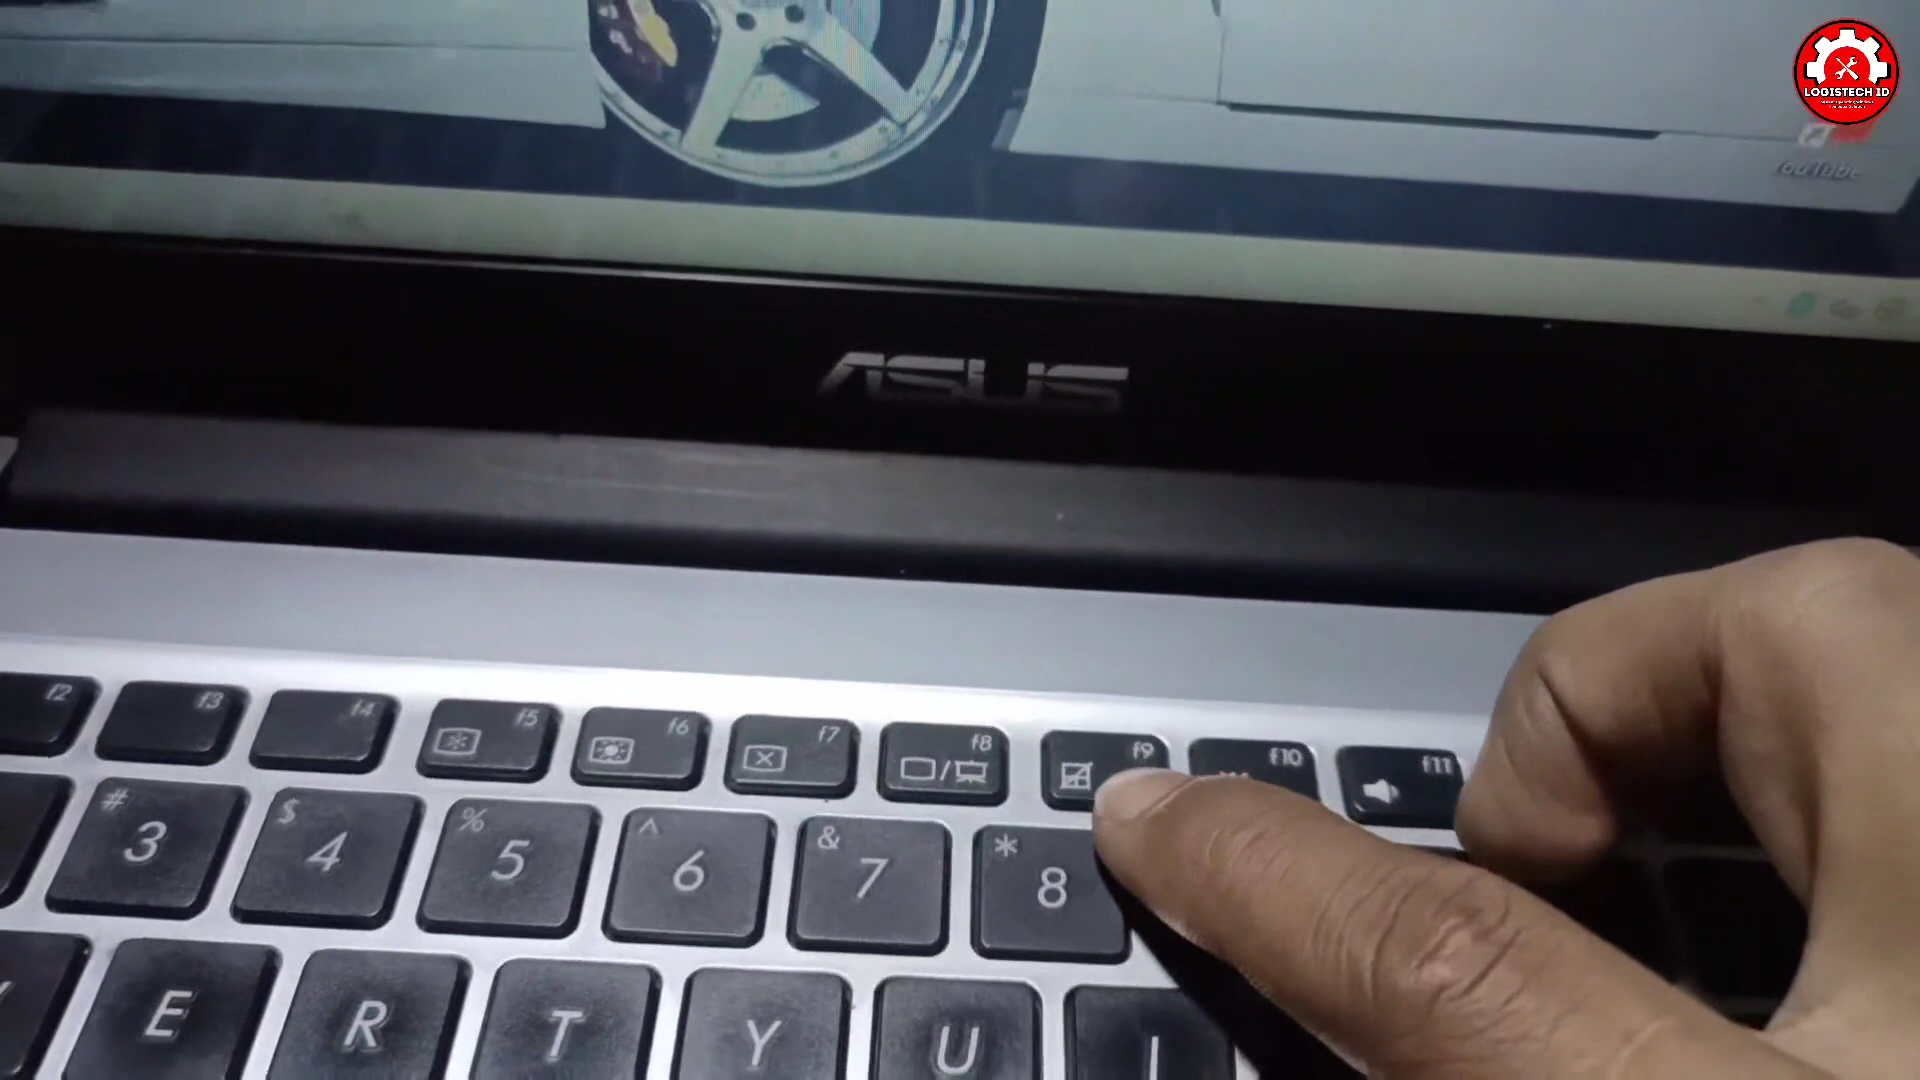 LOGISTECH ID
YouTube
ASUS
f2
f3
f4
f5
f6
f7
f8
f9
f10
f11
# 3
$ 4
% 5
^ 6
& 7
* 8
E
R
T
Y
U
I